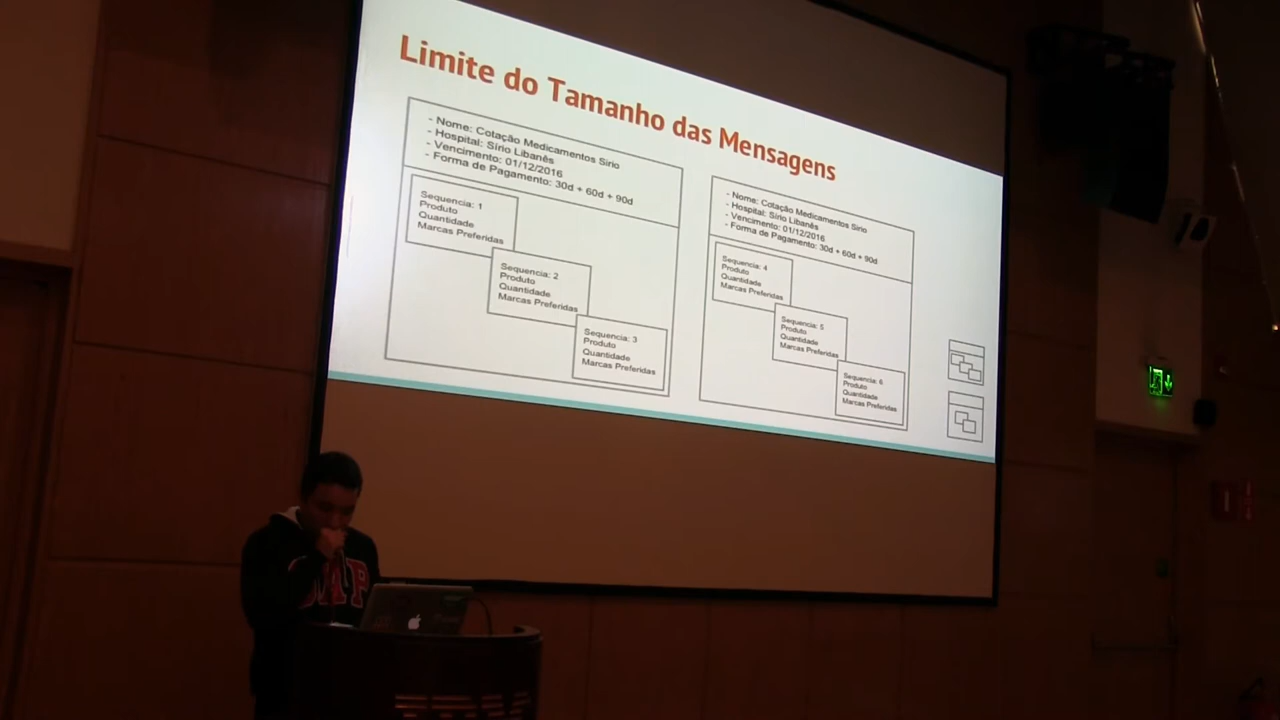 Limite do Tamanho das Mensagens
- Nome: Cotação Medicamentos Sirio
- Hospital: Sírio Libanês
- Vencimento: 01/12/2016
- Forma de Pagamento: 30d + 60d + 90d
Sequencia: 1
Produto
Quantidade
Marcas Preferidas
Sequencia: 2
Produto
Quantidade
Marcas Preferidas
Sequencia: 3
Produto
Quantidade
Marcas Preferidas
- Nome: Cotação Medicamentos Sirio
- Hospital: Sírio Libanês
- Vencimento: 01/12/2016
- Forma de Pagamento: 30d + 60d + 90d
Sequencia: 4
Produto
Quantidade
Marcas Preferidas
Sequencia: 5
Produto
Quantidade
Marcas Preferidas
Sequencia: 6
Produto
Quantidade
Marcas Preferidas